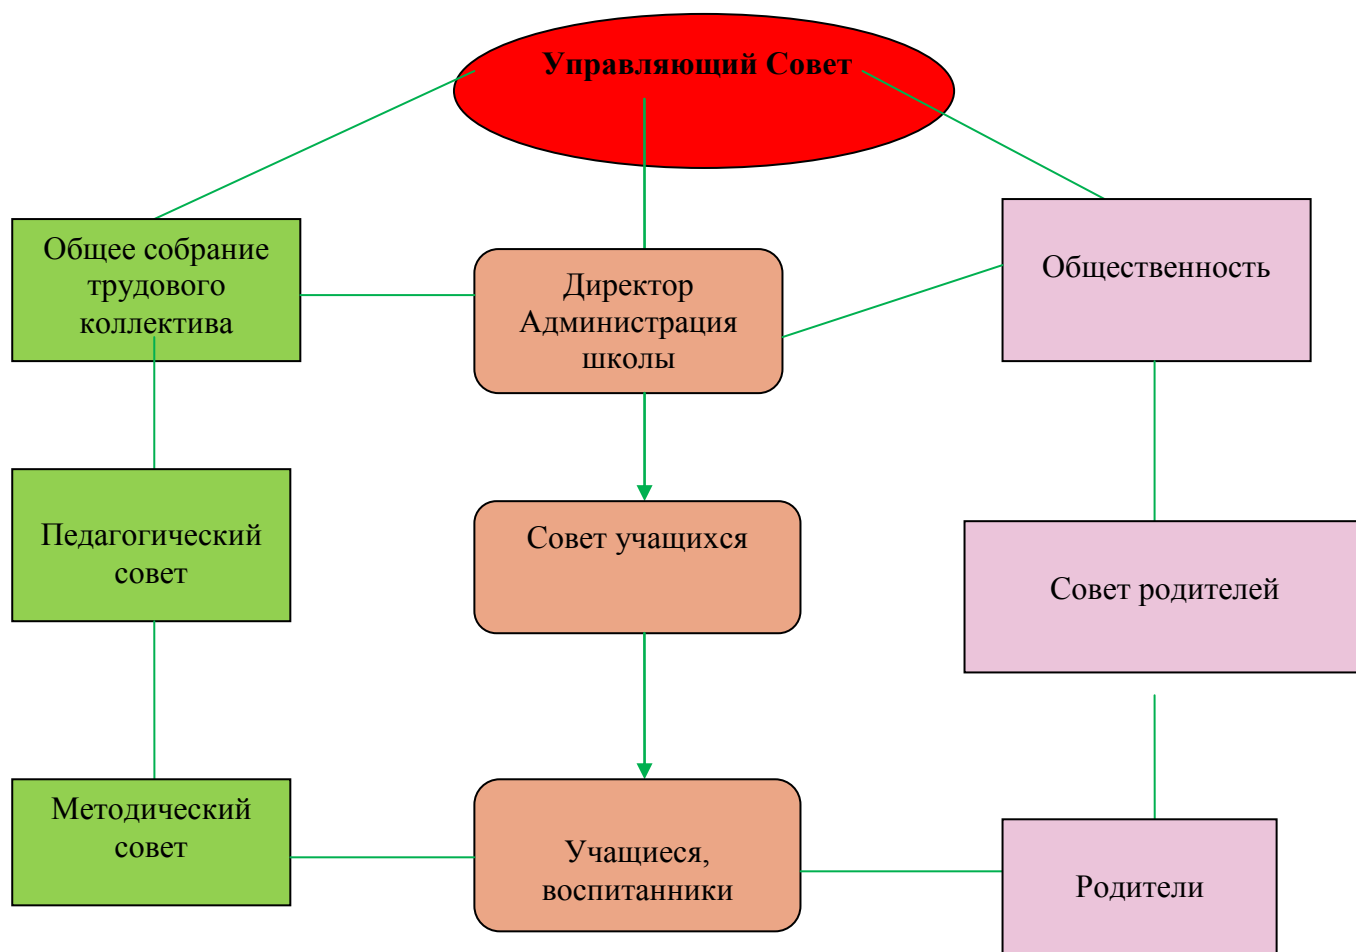 Управляющий Совет
Общее собрание
трудового
коллектива
Директор
Администрация
школы
Общественность
Педагогический
совет
Совет учащихся
Совет родителей
Методический
совет
Учащиеся,
воспитанники
Родители